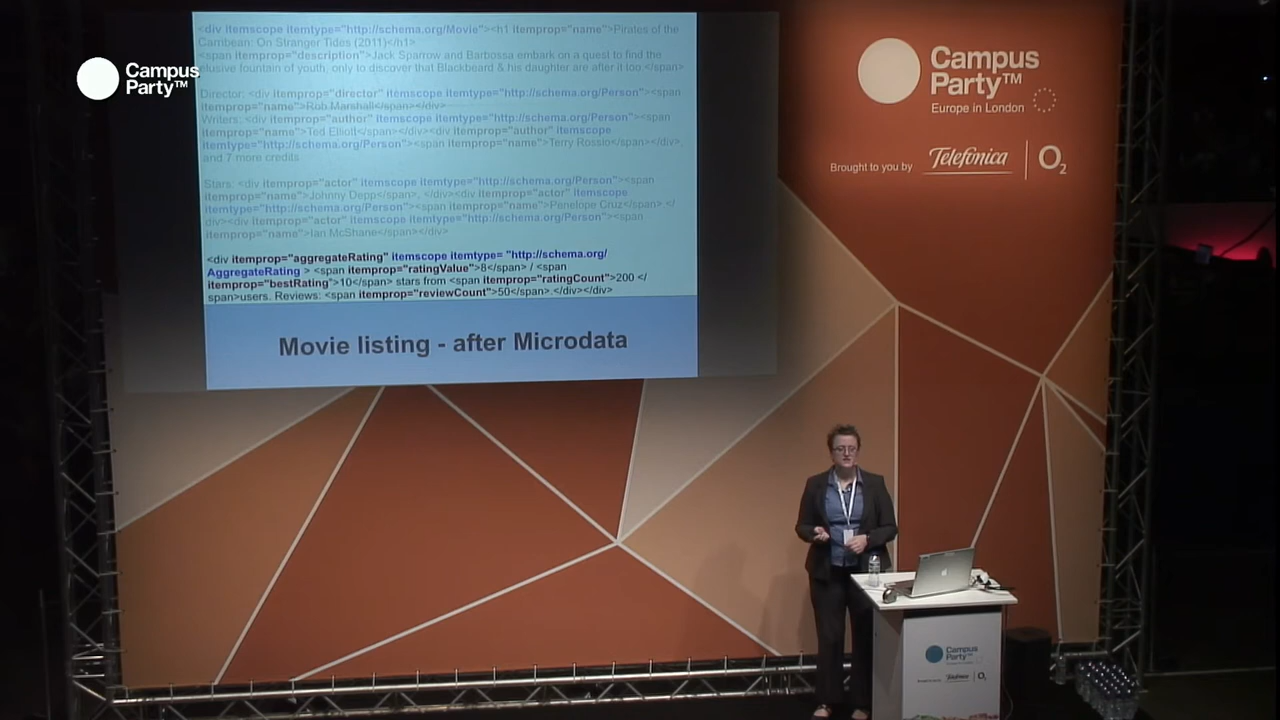 <div itemscope itemtype="http://schema.org/Movie"><h1 itemprop="name">Pirates of the
Carribean: On Stranger Tides (2011)</h1>
<span itemprop="description">Jack Sparrow and Barbossa embark on a quest to find the
elusive fountain of youth, only to discover that Blackbeard & his daughter are after it too.</span>
Director: <div itemprop="director" itemscope itemtype="http://schema.org/Person"><span
itemprop="name">Rob Marshall</span></div>
Writers: <div itemprop="author" itemscope itemtype="http://schema.org/Person"><span
itemprop="name">Ted Elliott</span></div><div itemprop="author" itemscope
itemtype="http://schema.org/Person"><span itemprop="name">Terry Rossio</span></div>,
and 7 more credits
Stars: <div itemprop="actor" itemscope itemtype="http://schema.org/Person"><span
itemprop="name">Johnny Depp</span>, </div><div itemprop="actor" itemscope
itemtype="http://schema.org/Person"><span itemprop="name">Penelope Cruz</span>,</
div><div itemprop="actor" itemscope itemtype="http://schema.org/Person"><span
itemprop="name">Ian McShane</span></div>
<div itemprop="aggregateRating" itemscope itemtype= "http://schema.org/
AggregateRating > <span itemprop="ratingValue">8</span> / <span
itemprop="bestRating">10</span> stars from <span itemprop="ratingCount">200 </
span>users. Reviews: <span itemprop="reviewCount">50</span>.</div></div>
Movie listing - after Microdata
Campus
Party™
Campus
Party™
Europe in London
Brought to you by
Telefónica
O2
Campus
Party™
Telefónica
O2